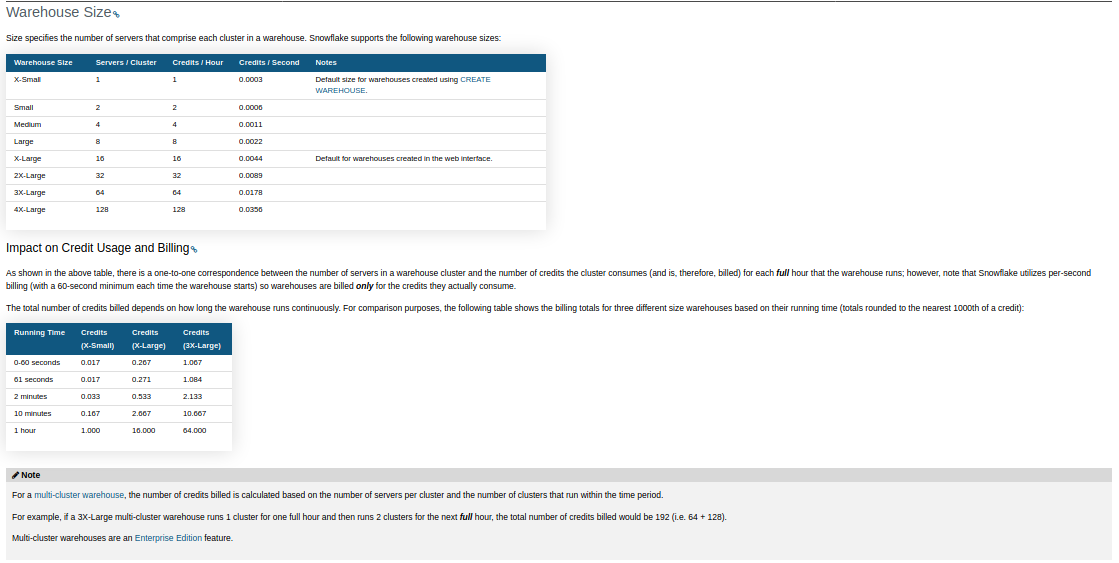 Warehouse Size
Size specifies the number of servers that comprise each cluster in a warehouse. Snowflake supports the following warehouse sizes:
Warehouse Size Servers / Cluster Credits / Hour Credits / Second Notes
X-Small 1 1 0.0003 Default size for warehouses created using CREATE
WAREHOUSE.
Small 2 2 0.0006
Medium 4 4 0.0011
Large 8 8 0.0022
X-Large 16 16 0.0044 Default for warehouses created in the web interface.
2X-Large 32 32 0.0089
3X-Large 64 64 0.0178
4X-Large 128 128 0.0356
Impact on Credit Usage and Billing
As shown in the above table, there is a one-to-one correspondence between the number of servers in a warehouse cluster and the number of credits the cluster consumes (and is, therefore, billed) for each full hour that the warehouse runs; however, note that Snowflake utilizes per-second
billing (with a 60-second minimum each time the warehouse starts) so warehouses are billed only for the credits they actually consume.
The total number of credits billed depends on how long the warehouse runs continuously. For comparison purposes, the following table shows the billing totals for three different size warehouses based on their running time (totals rounded to the nearest 1000th of a credit):
Running Time Credits Credits Credits
(X-Small) (X-Large) (3X-Large)
0-60 seconds 0.017 0.267 1.067
61 seconds 0.017 0.271 1.084
2 minutes 0.033 0.533 2.133
10 minutes 0.167 2.667 10.667
1 hour 1.000 16.000 64.000
Note
For a multi-cluster warehouse, the number of credits billed is calculated based on the number of servers per cluster and the number of clusters that run within the time period.
For example, if a 3X-Large multi-cluster warehouse runs 1 cluster for one full hour and then runs 2 clusters for the next full hour, the total number of credits billed would be 192 (i.e. 64 + 128).
Multi-cluster warehouses are an Enterprise Edition feature.